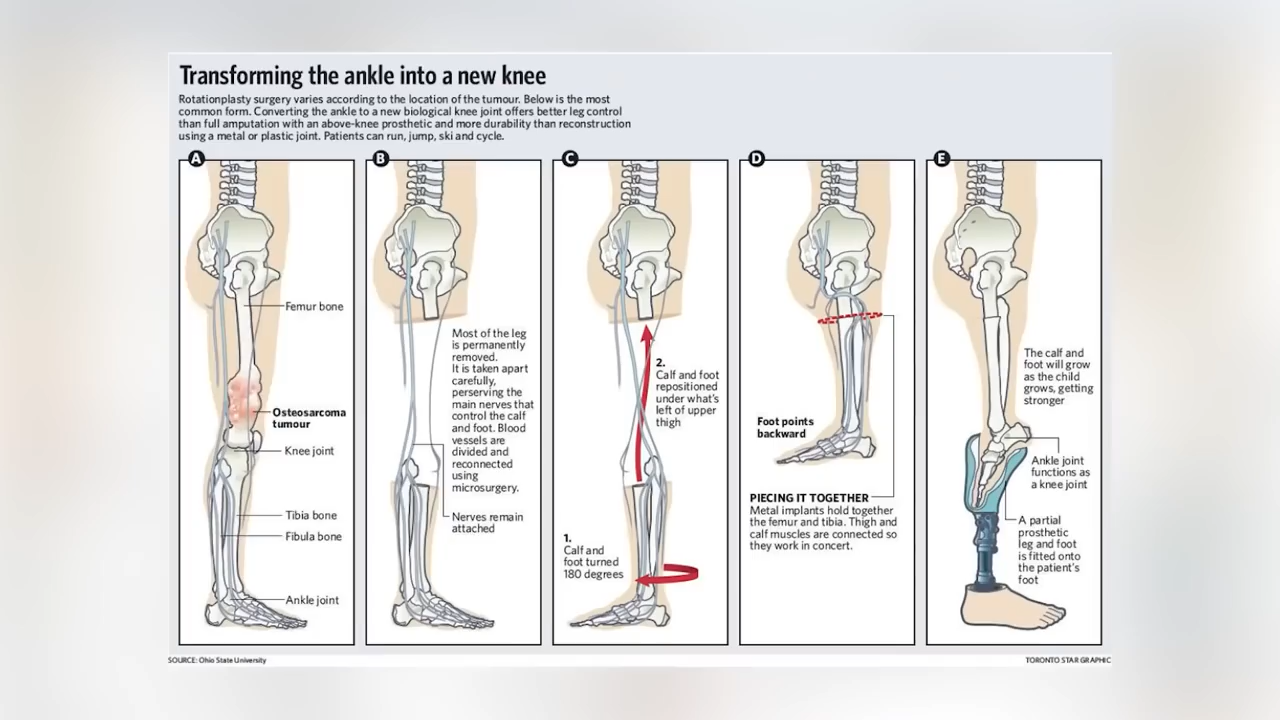 Transforming the ankle into a new knee
Rotationplasty surgery varies according to the location of the tumour. Below is the most
common form. Converting the ankle to a new biological knee joint offers better leg control
than full amputation with an above-knee prosthetic and more durability than reconstruction
using a metal or plastic joint. Patients can run, jump, ski and cycle.
A
Femur bone
Osteosarcoma
tumour
Knee joint
Tibia bone
Fibula bone
Ankle joint
B
Most of the leg
is permanently
removed.
It is taken apart
carefully,
perserving the
main nerves that
control the calf
and foot. Blood
vessels are
divided and
reconnected
using
microsurgery.
Nerves remain
attached
C
2.
Calf and foot
repositioned
under what's
left of upper
thigh
1.
Calf and
foot turned
180 degrees
D
Foot points
backward
PIECING IT TOGETHER
Metal implants hold together
the femur and tibia. Thigh and
calf muscles are connected so
they work in concert.
E
The calf and
foot will grow
as the child
grows, getting
stronger
Ankle joint
functions as
a knee joint
A partial
prosthetic
leg and foot
is fitted onto
the patient's
foot
SOURCE: Ohio State University
TORONTO STAR GRAPHIC